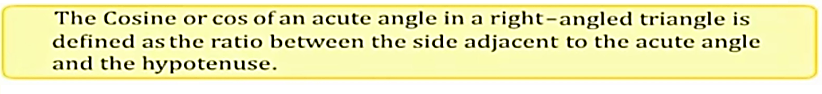 The Cosine or cos of an acute angle in a right-angled triangle is
defined as the ratio between the side adjacent to the acute angle
and the hypotenuse.